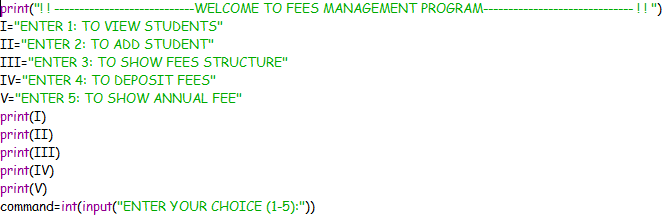 print("!! ----------------------------WELCOME TO FEES MANAGEMENT PROGRAM------------------------------ !! ")
I="ENTER 1: TO VIEW STUDENTS"
II="ENTER 2: TO ADD STUDENT"
III="ENTER 3: TO SHOW FEES STRUCTURE"
IV="ENTER 4: TO DEPOSIT FEES"
V="ENTER 5: TO SHOW ANNUAL FEE"
print(I)
print(II)
print(III)
print(IV)
print(V)
command=int(input("ENTER YOUR CHOICE (1-5):"))